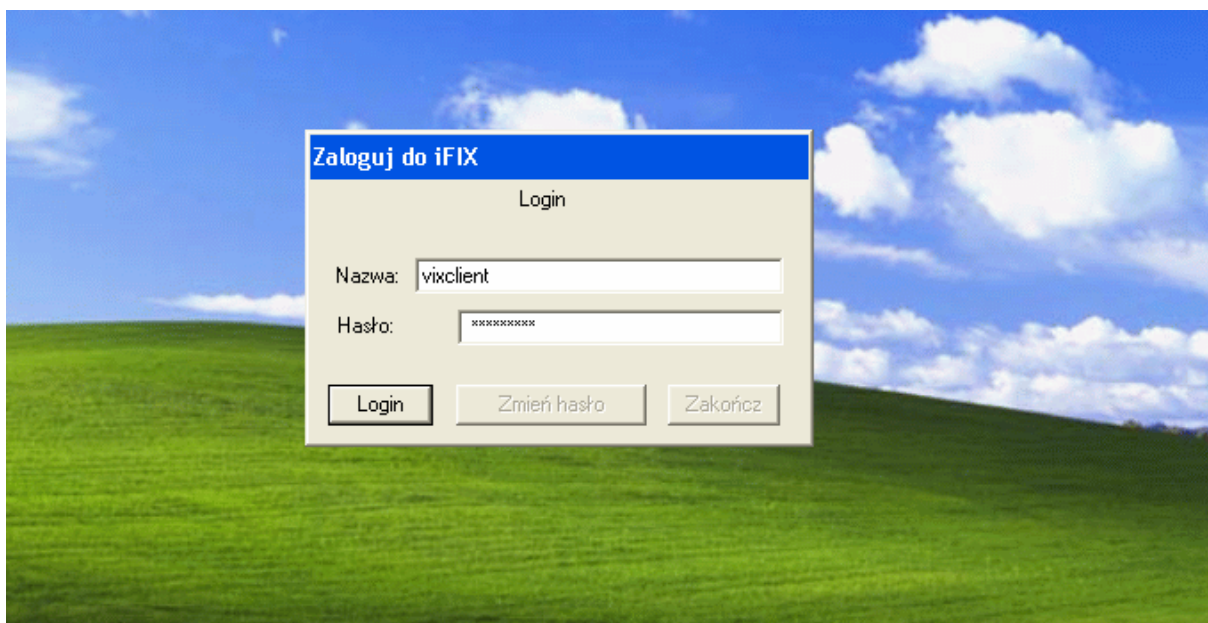 Zaloguj do iFIX
Login
Nazwa: vixclient
Hasło: *********
Login Zmień hasło Zakończ